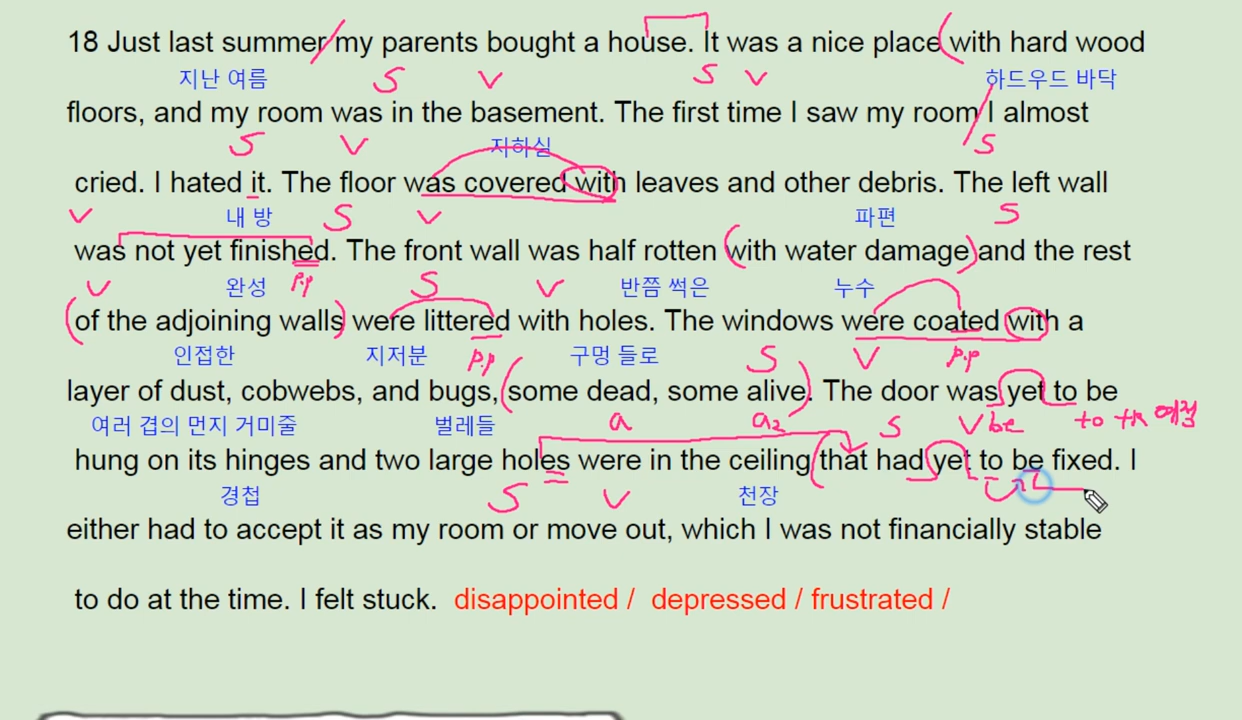 18 Just last summer my parents bought a house. It was a nice place with hard wood
지난 여름 S V S V 하드우드 바닥
floors, and my room was in the basement. The first time I saw my room I almost
S V 지하실 S
cried. I hated it. The floor was covered with leaves and other debris. The left wall
V 내 방 S V 파편 S
was not yet finished. The front wall was half rotten with water damage and the rest
V 완성 p.p S V 반쯤 썩은 누수
of the adjoining walls were littered with holes. The windows were coated with a
인접한 지저분 p.p 구멍 들로 S V p.p
layer of dust, cobwebs, and bugs, some dead, some alive. The door was yet to be
여러 겹의 먼지 거미줄 벌레들 a a2 S V be to
hung on its hinges and two large holes were in the ceiling that had yet to be fixed. I
경첩 S V 천장
either had to accept it as my room or move out, which I was not financially stable
to do at the time. I felt stuck. disappointed / depressed / frustrated /